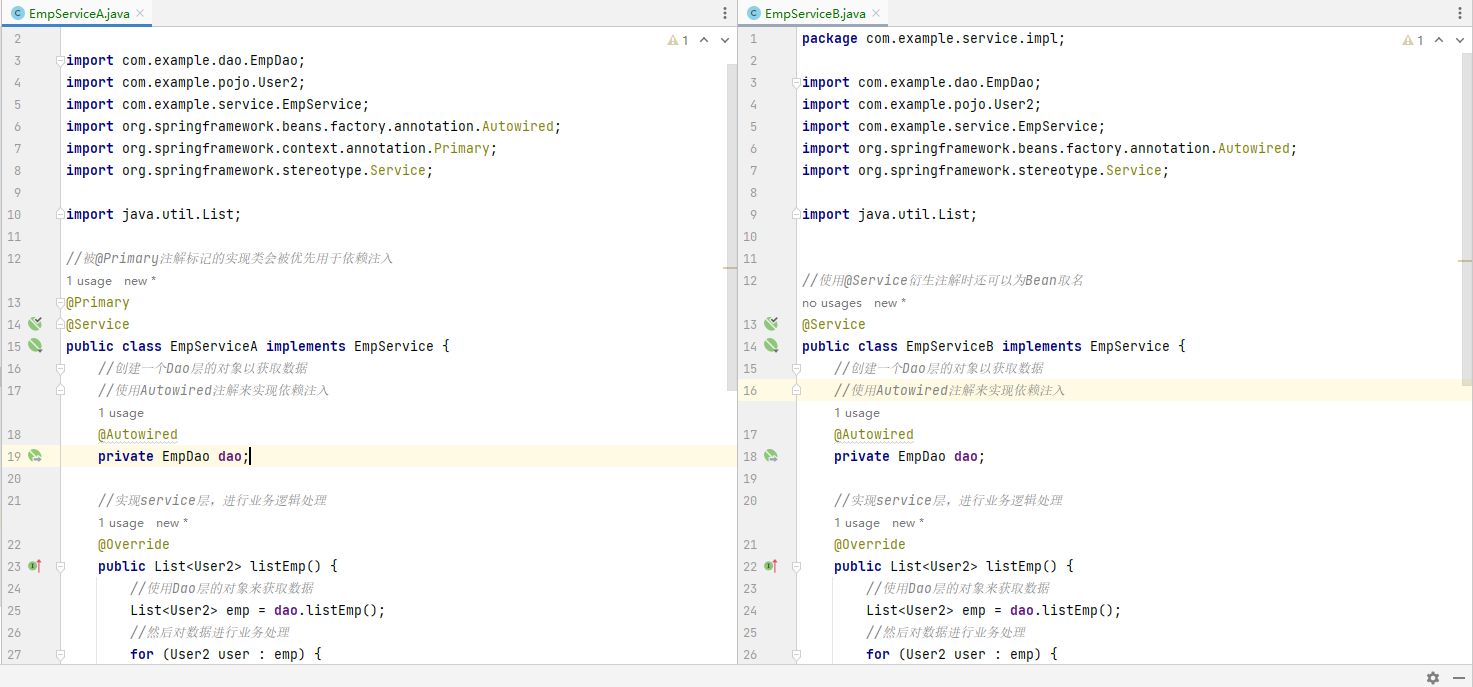 EmpServiceA.java
1
2
3 import com.example.dao.EmpDao;
4 import com.example.pojo.User2;
5 import com.example.service.EmpService;
6 import org.springframework.beans.factory.annotation.Autowired;
7 import org.springframework.context.annotation.Primary;
8 import org.springframework.stereotype.Service;
9
10 import java.util.List;
11
12 //被@Primary注解标记的实现类会被优先用于依赖注入
1 usage new *
13 @Primary
14 @Service
15 public class EmpServiceA implements EmpService {
16 //创建一个Dao层的对象以获取数据
17 //使用Autowired注解来实现依赖注入
1 usage
18 @Autowired
19 private EmpDao dao;
20
21 //实现service层，进行业务逻辑处理
1 usage new *
22 @Override
23 public List<User2> listEmp() {
24 //使用Dao层的对象来获取数据
25 List<User2> emp = dao.listEmp();
26 //然后对数据进行业务处理
27 for (User2 user : emp) {
EmpServiceB.java
1
1 package com.example.service.impl;
2
3 import com.example.dao.EmpDao;
4 import com.example.pojo.User2;
5 import com.example.service.EmpService;
6 import org.springframework.beans.factory.annotation.Autowired;
7 import org.springframework.stereotype.Service;
8
9 import java.util.List;
10
11
12 //使用@Service衍生注解时还可以为Bean取名
no usages new *
13 @Service
14 public class EmpServiceB implements EmpService {
15 //创建一个Dao层的对象以获取数据
16 //使用Autowired注解来实现依赖注入
1 usage
17 @Autowired
18 private EmpDao dao;
19
20 //实现service层，进行业务逻辑处理
1 usage new *
21 @Override
22 public List<User2> listEmp() {
23 //使用Dao层的对象来获取数据
24 List<User2> emp = dao.listEmp();
25 //然后对数据进行业务处理
26 for (User2 user : emp) {